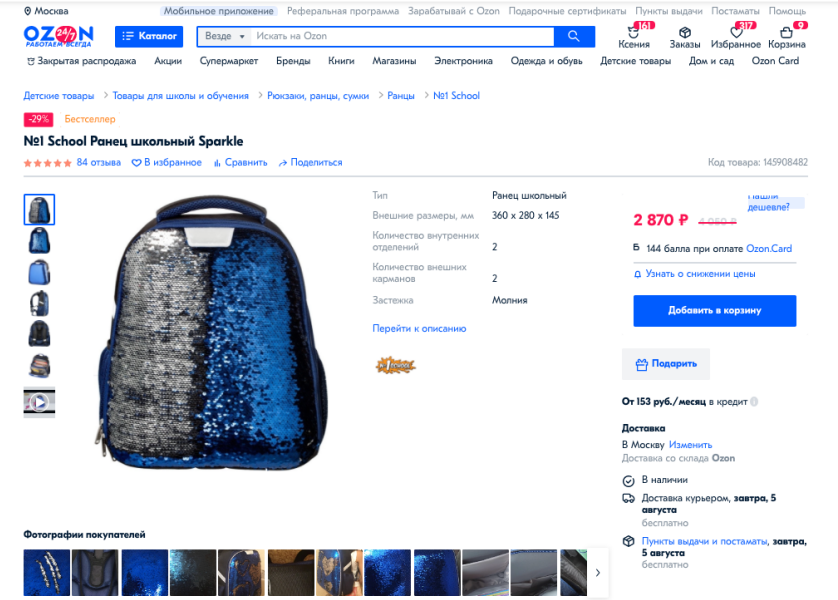 Москва Мобильное приложение Реферальная программа Зарабатывай с Ozon Подарочные сертификаты Пункты выдачи Постаматы Помощь
OZON 24/7
РАБОТАЕМ ВСЕГДА
Каталог
Везде Искать на Ozon
161 317 9
Ксения Заказы Избранное Корзина
Закрытая распродажа Акции Супермаркет Бренды Книги Магазины Электроника Одежда и обувь Детские товары Дом и сад Ozon Card
Детские товары > Товары для школы и обучения > Рюкзаки, ранцы, сумки > Ранцы > №1 School
-29% Бестселлер
№1 School Ранец школьный Sparkle
84 отзыва В избранное Сравнить Поделиться Код товара: 145908482
Тип Ранец школьный
Внешние размеры, мм 360 x 280 x 145
Количество внутренних отделений 2
Количество внешних карманов 2
Застежка Молния
Перейти к описанию
Нашли дешевле?
2 870 ₽ 4 050 ₽
Б 144 балла при оплате Ozon.Card
Узнать о снижении цены
Добавить в корзину
Подарить
От 153 руб./месяц в кредит
Доставка
В Москву Изменить
Доставка со склада Ozon
В наличии
Доставка курьером, завтра, 5 августа
бесплатно
Пункты выдачи и постаматы, завтра, 5 августа
бесплатно
Фотографии покупателей